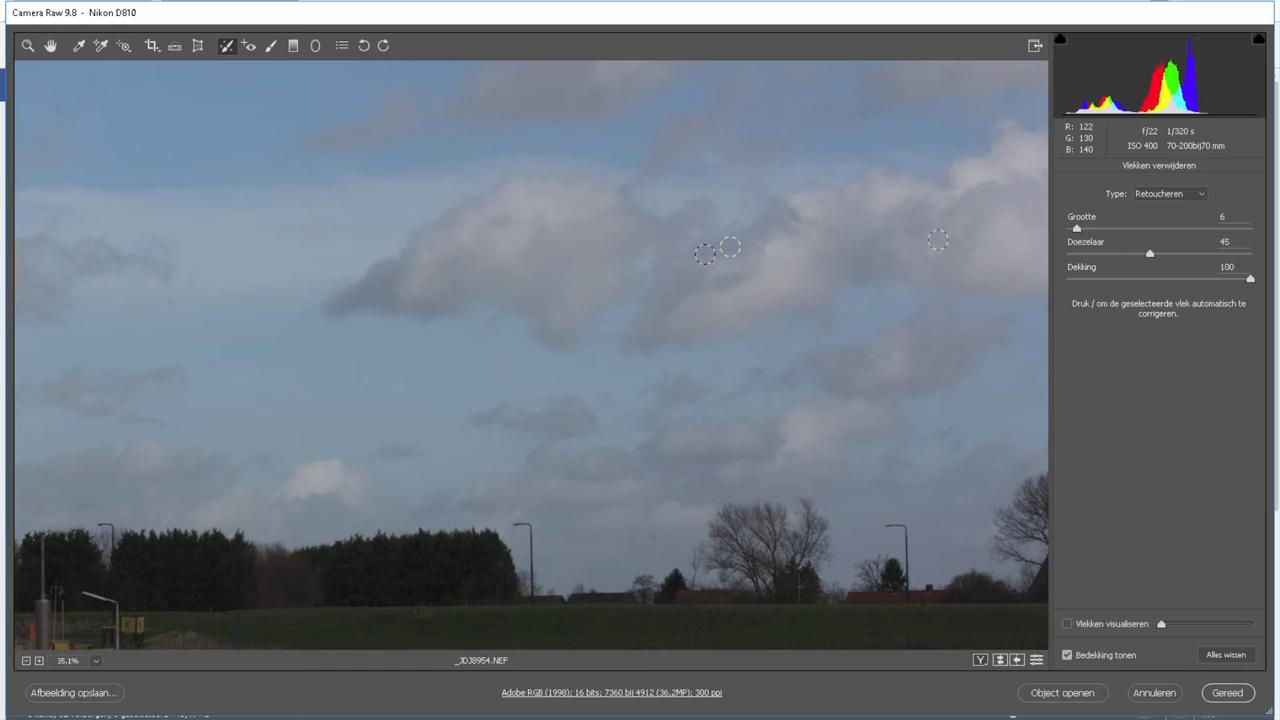 Camera Raw 9.8 - Nikon D810
R: 122
G: 130
B: 140
f/22 1/320 s
ISO 400 70-200bij70 mm
Vlekken verwijderen
Type: Retoucheren
Grootte 6
Doezelaar 45
Dekking 100
Druk / om de geselecteerde vlek automatisch te
corrigeren.
K1
Vlekken visualiseren
Bedekking tonen Alles wissen
35,1% _JDJ8954.NEF Y
Afbeelding opslaan... Adobe RGB (1998); 16 bits; 7360 bij 4912 (36.2MP); 300 ppi Object openen Annuleren Gereed